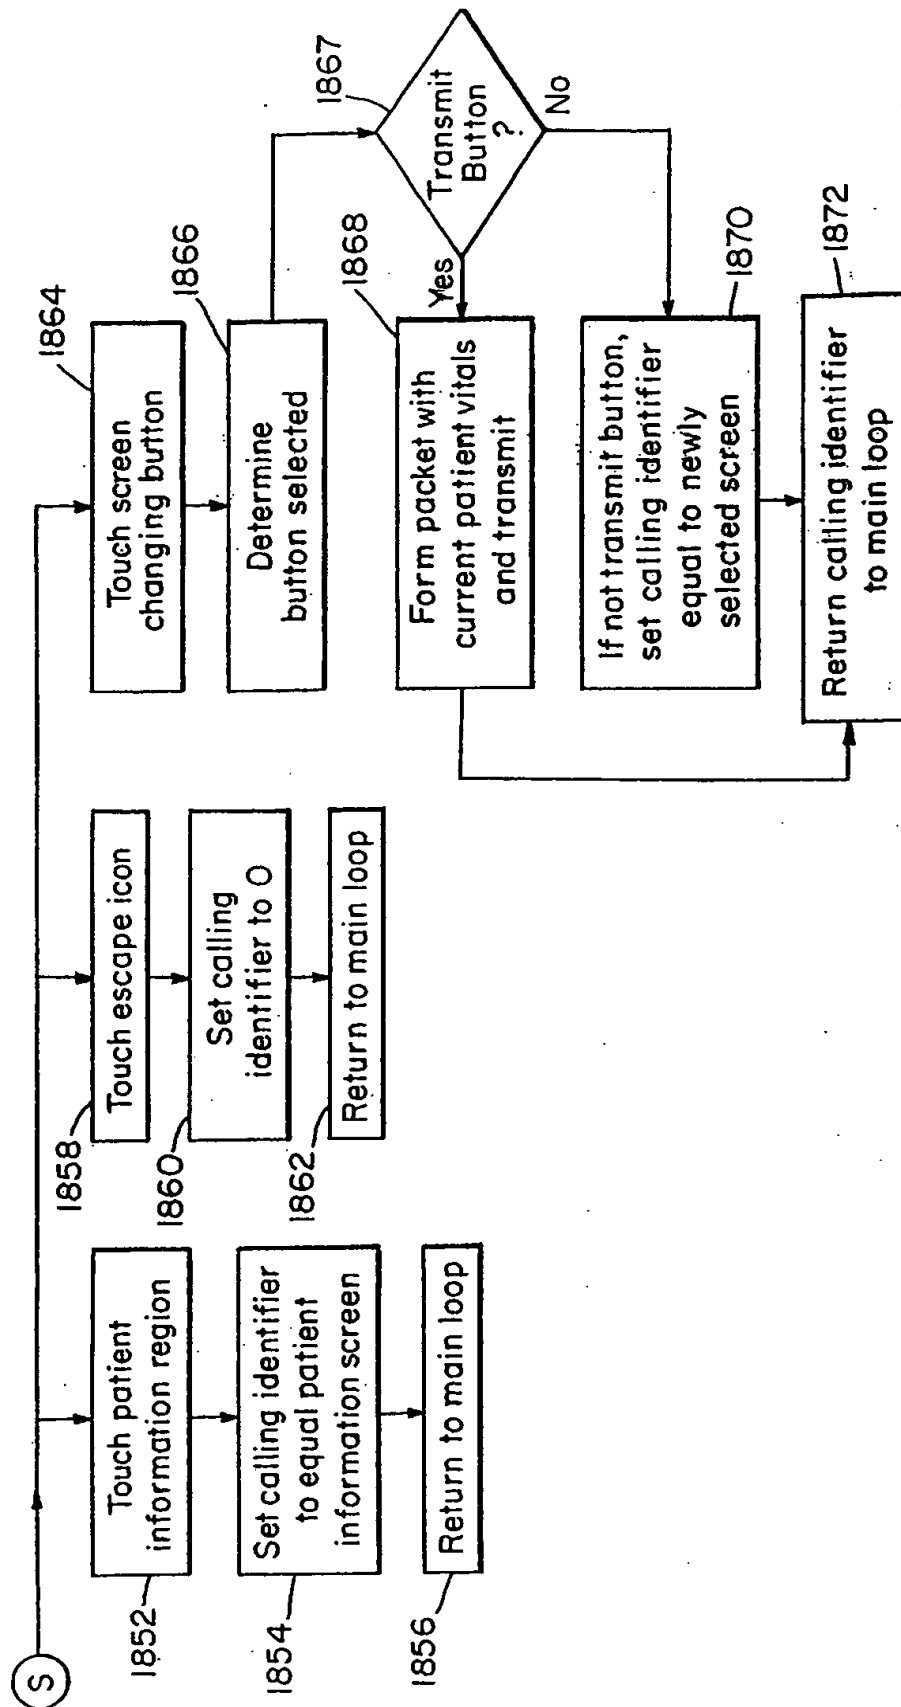 S
1852
Touch patient
information region
1854
Set calling identifier
to equal patient
information screen
1856
Return to main loop
1858
Touch escape icon
1860
Set calling
identifier to O
1862
Return to main loop
1864
Touch screen
changing button
1866
Determine
button selected
1867
Transmit
Button
?
Yes
No
1868
Form packet with
current patient vitals
and transmit
1870
If not transmit button,
set calling identifier
equal to newly
selected screen
1872
Return calling identifier
to main loop